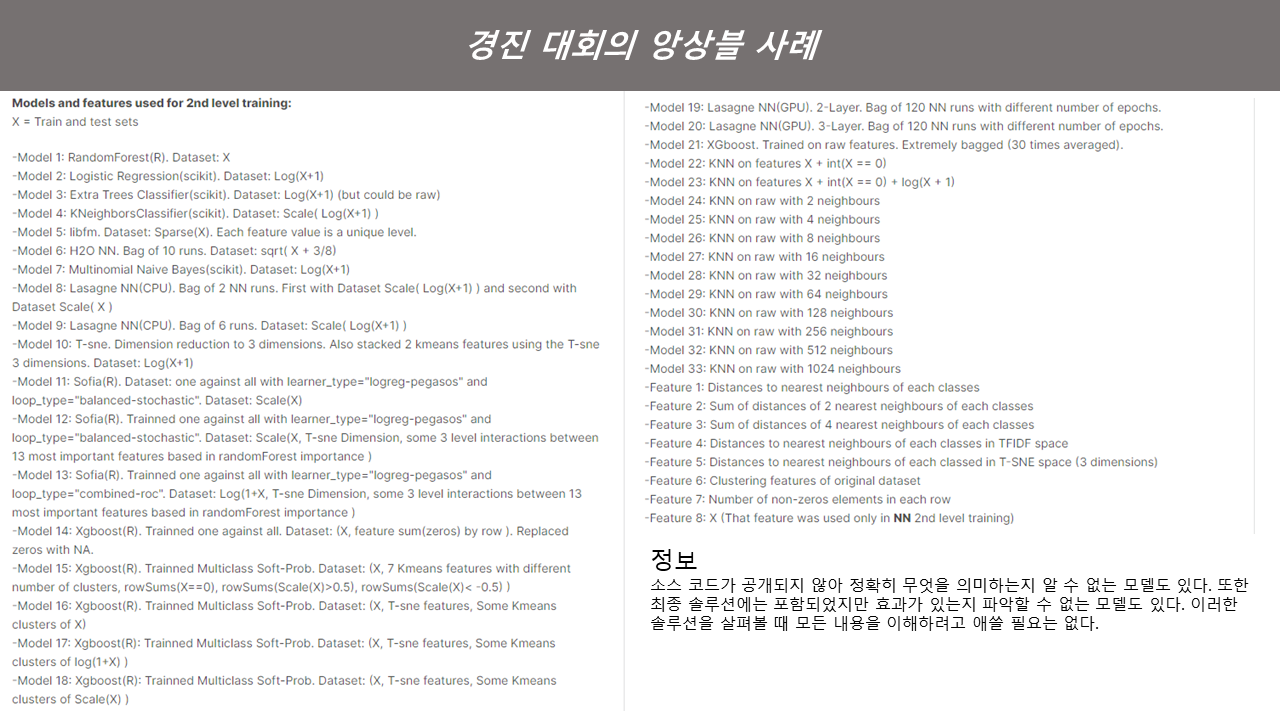 경진 대회의 앙상블 사례
Models and features used for 2nd level training:
X = Train and test sets
-Model 1: RandomForest(R). Dataset: X
-Model 2: Logistic Regression(scikit). Dataset: Log(X+1)
-Model 3: Extra Trees Classifier(scikit). Dataset: Log(X+1) (but could be raw)
-Model 4: KNeighborsClassifier(scikit). Dataset: Scale( Log(X+1) )
-Model 5: libfm. Dataset: Sparse(X). Each feature value is a unique level.
-Model 6: H2O NN. Bag of 10 runs. Dataset: sqrt( X + 3/8)
-Model 7: Multinomial Naive Bayes(scikit). Dataset: Log(X+1)
-Model 8: Lasagne NN(CPU). Bag of 2 NN runs. First with Dataset Scale( Log(X+1) ) and second with
Dataset Scale( X )
-Model 9: Lasagne NN(CPU). Bag of 6 runs. Dataset: Scale( Log(X+1) )
-Model 10: T-sne. Dimension reduction to 3 dimensions. Also stacked 2 kmeans features using the T-sne
3 dimensions. Dataset: Log(X+1)
-Model 11: Sofia(R). Dataset: one against all with learner_type="logreg-pegasos" and
loop_type="balanced-stochastic". Dataset: Scale(X)
-Model 12: Sofia(R). Trainned one against all with learner_type="logreg-pegasos" and
loop_type="balanced-stochastic". Dataset: Scale(X, T-sne Dimension, some 3 level interactions between
13 most important features based in randomForest importance )
-Model 13: Sofia(R). Trainned one against all with learner_type="logreg-pegasos" and
loop_type="combined-roc". Dataset: Log(1+X, T-sne Dimension, some 3 level interactions between 13
most important features based in randomForest importance )
-Model 14: Xgboost(R). Trainned one against all. Dataset: (X, feature sum(zeros) by row ). Replaced
zeros with NA.
-Model 15: Xgboost(R). Trainned Multiclass Soft-Prob. Dataset: (X, 7 Kmeans features with different
number of clusters, rowSums(X==0), rowSums(Scale(X)>0.5), rowSums(Scale(X)< -0.5) )
-Model 16: Xgboost(R). Trainned Multiclass Soft-Prob. Dataset: (X, T-sne features, Some Kmeans
clusters of X)
-Model 17: Xgboost(R): Trainned Multiclass Soft-Prob. Dataset: (X, T-sne features, Some Kmeans
clusters of log(1+X) )
-Model 18: Xgboost(R): Trainned Multiclass Soft-Prob. Dataset: (X, T-sne features, Some Kmeans
clusters of Scale(X) )
-Model 19: Lasagne NN(GPU). 2-Layer. Bag of 120 NN runs with different number of epochs.
-Model 20: Lasagne NN(GPU). 3-Layer. Bag of 120 NN runs with different number of epochs.
-Model 21: XGboost. Trained on raw features. Extremely bagged (30 times averaged).
-Model 22: KNN on features X + int(X == 0)
-Model 23: KNN on features X + int(X == 0) + log(X + 1)
-Model 24: KNN on raw with 2 neighbours
-Model 25: KNN on raw with 4 neighbours
-Model 26: KNN on raw with 8 neighbours
-Model 27: KNN on raw with 16 neighbours
-Model 28: KNN on raw with 32 neighbours
-Model 29: KNN on raw with 64 neighbours
-Model 30: KNN on raw with 128 neighbours
-Model 31: KNN on raw with 256 neighbours
-Model 32: KNN on raw with 512 neighbours
-Model 33: KNN on raw with 1024 neighbours
-Feature 1: Distances to nearest neighbours of each classes
-Feature 2: Sum of distances of 2 nearest neighbours of each classes
-Feature 3: Sum of distances of 4 nearest neighbours of each classes
-Feature 4: Distances to nearest neighbours of each classes in TFIDF space
-Feature 5: Distances to nearest neighbours of each classed in T-SNE space (3 dimensions)
-Feature 6: Clustering features of original dataset
-Feature 7: Number of non-zeros elements in each row
-Feature 8: X (That feature was used only in NN 2nd level training)
정보
소스 코드가 공개되지 않아 정확히 무엇을 의미하는지 알 수 없는 모델도 있다. 또한
최종 솔루션에는 포함되었지만 효과가 있는지 파악할 수 없는 모델도 있다. 이러한
솔루션을 살펴볼 때 모든 내용을 이해하려고 애쓸 필요는 없다.